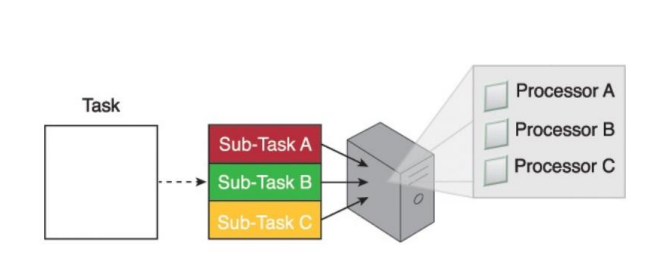 Task
Sub-Task A
Sub-Task B
Sub-Task C
Processor A
Processor B
Processor C